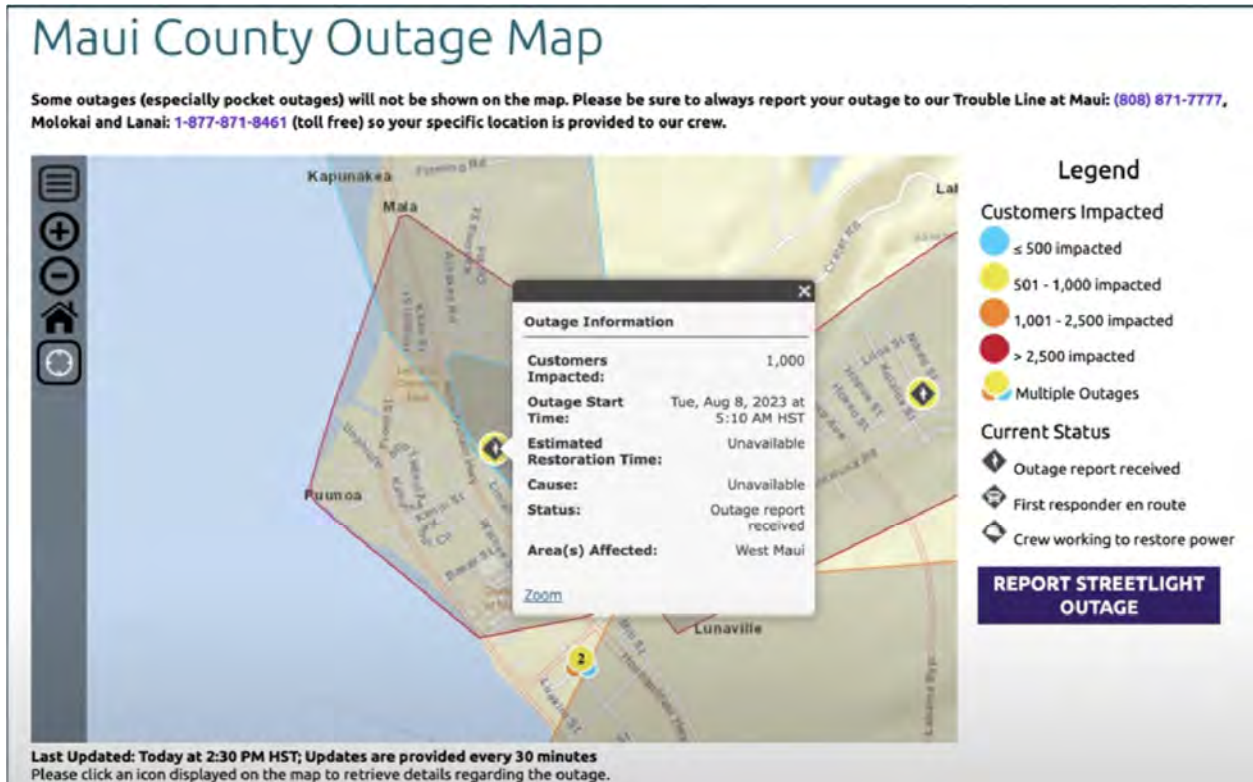 Maui County Outage Map
Some outages (especially pocket outages) will not be shown on the map. Please be sure to always report your outage to our Trouble Line at Maui: (808) 871-7777,
Molokai and Lanai: 1-877-871-8461 (toll free) so your specific location is provided to our crew.
Kapunakea
Fleming Rd
Mala
Puunoa
Crater Rd
Outage Information
Customers Impacted: 1,000
Outage Start Time: Tue, Aug 8, 2023 at 5:10 AM HST
Estimated Restoration Time: Unavailable
Cause: Unavailable
Status: Outage report received
Area(s) Affected: West Maui
Zoom
Lunaville
2
Luakini St
Honoapiilani Hwy
Legend
Customers Impacted
≤ 500 impacted
501 - 1,000 impacted
1,001 - 2,500 impacted
> 2,500 impacted
Multiple Outages
Current Status
Outage report received
First responder en route
Crew working to restore power
REPORT STREETLIGHT
OUTAGE
Last Updated: Today at 2:30 PM HST; Updates are provided every 30 minutes
Please click an icon displayed on the map to retrieve details regarding the outage.